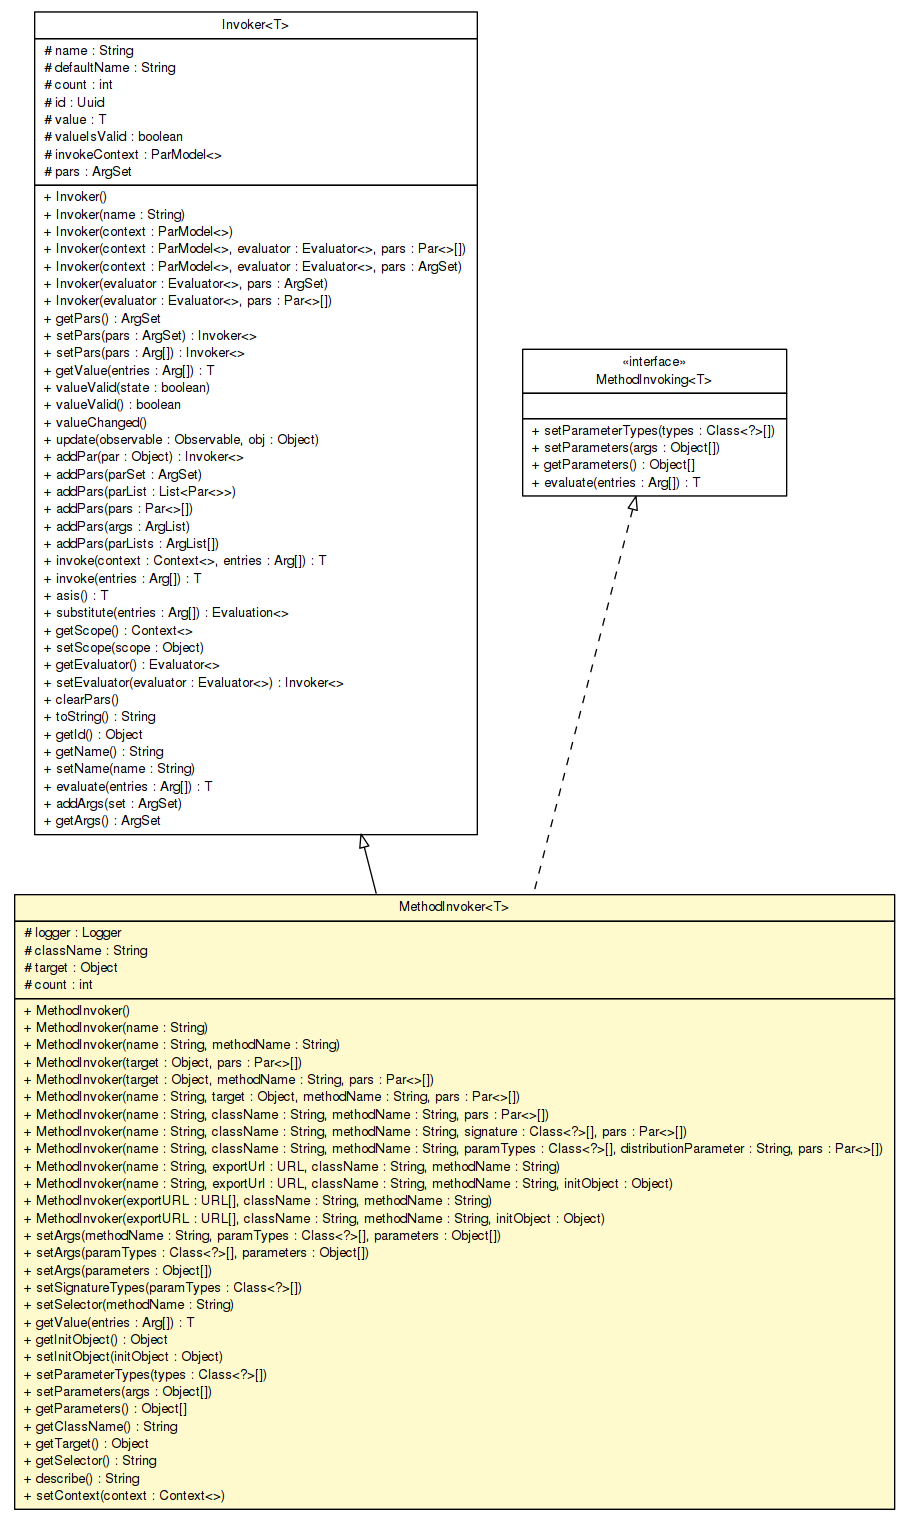 Invoker<T>
# name : String
# defaultName : String
# count : int
# id : Uuid
# value : T
# valueIsValid : boolean
# invokeContext : ParModel<>
# pars : ArgSet
+ Invoker()
+ Invoker(name : String)
+ Invoker(context : ParModel<>)
+ Invoker(context : ParModel<>, evaluator : Evaluator<>, pars : Par<>[])
+ Invoker(context : ParModel<>, evaluator : Evaluator<>, pars : ArgSet)
+ Invoker(evaluator : Evaluator<>, pars : ArgSet)
+ Invoker(evaluator : Evaluator<>, pars : Par<>[])
+ getPars() : ArgSet
+ setPars(pars : ArgSet) : Invoker<>
+ setPars(pars : Arg[]) : Invoker<>
+ getValue(entries : Arg[]) : T
+ valueValid(state : boolean)
+ valueValid() : boolean
+ valueChanged()
+ update(observable : Observable, obj : Object)
+ addPar(par : Object) : Invoker<>
+ addPars(parSet : ArgSet)
+ addPars(parList : List<Par<>>)
+ addPars(pars : Par<>[])
+ addPars(args : ArgList)
+ addPars(parLists : ArgList[])
+ invoke(context : Context<>, entries : Arg[]) : T
+ invoke(entries : Arg[]) : T
+ asis() : T
+ substitute(entries : Arg[]) : Evaluation<>
+ getScope() : Context<>
+ setScope(scope : Object)
+ getEvaluator() : Evaluator<>
+ setEvaluator(evaluator : Evaluator<>) : Invoker<>
+ clearPars()
+ toString() : String
+ getId() : Object
+ getName() : String
+ setName(name : String)
+ evaluate(entries : Arg[]) : T
+ addArgs(set : ArgSet)
+ getArgs() : ArgSet
«interface»
MethodInvoking<T>
+ setParameterTypes(types : Class<?>[])
+ setParameters(args : Object[])
+ getParameters() : Object[]
+ evaluate(entries : Arg[]) : T
MethodInvoker<T>
# logger : Logger
# className : String
# target : Object
# count : int
+ MethodInvoker()
+ MethodInvoker(name : String)
+ MethodInvoker(name : String, methodName : String)
+ MethodInvoker(target : Object, pars : Par<>[])
+ MethodInvoker(target : Object, methodName : String, pars : Par<>[])
+ MethodInvoker(name : String, target : Object, methodName : String, pars : Par<>[])
+ MethodInvoker(name : String, className : String, methodName : String, pars : Par<>[])
+ MethodInvoker(name : String, className : String, methodName : String, signature : Class<?>[], pars : Par<>[])
+ MethodInvoker(name : String, className : String, methodName : String, paramTypes : Class<?>[], distributionParameter : String, pars : Par<>[])
+ MethodInvoker(name : String, exportUrl : URL, className : String, methodName : String)
+ MethodInvoker(name : String, exportUrl : URL, className : String, methodName : String, initObject : Object)
+ MethodInvoker(exportURL : URL[], className : String, methodName : String)
+ MethodInvoker(exportURL : URL[], className : String, methodName : String, initObject : Object)
+ setArgs(methodName : String, paramTypes : Class<?>[], parameters : Object[])
+ setArgs(paramTypes : Class<?>[], parameters : Object[])
+ setArgs(parameters : Object[])
+ setSignatureTypes(paramTypes : Class<?>[])
+ setSelector(methodName : String)
+ getValue(entries : Arg[]) : T
+ getInitObject() : Object
+ setInitObject(initObject : Object)
+ setParameterTypes(types : Class<?>[])
+ setParameters(args : Object[])
+ getParameters() : Object[]
+ getClassName() : String
+ getTarget() : Object
+ getSelector() : String
+ describe() : String
+ setContext(context : Context<>)